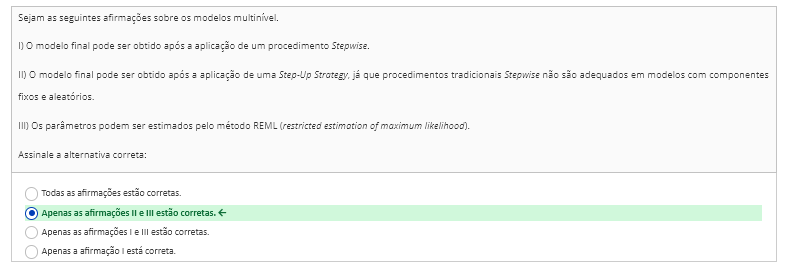 Sejam as seguintes afirmações sobre os modelos multinível.
I) O modelo final pode ser obtido após a aplicação de um procedimento Stepwise.
II) O modelo final pode ser obtido após a aplicação de uma Step-Up Strategy, já que procedimentos tradicionais Stepwise não são adequados em modelos com componentes
fixos e aleatórios.
III) Os parâmetros podem ser estimados pelo método REML (restricted estimation of maximum likelihood).
Assinale a alternativa correta:
Todas as afirmações estão corretas.
Apenas as afirmações II e III estão corretas. ←
Apenas as afirmações I e III estão corretas.
Apenas a afirmação I está correta.